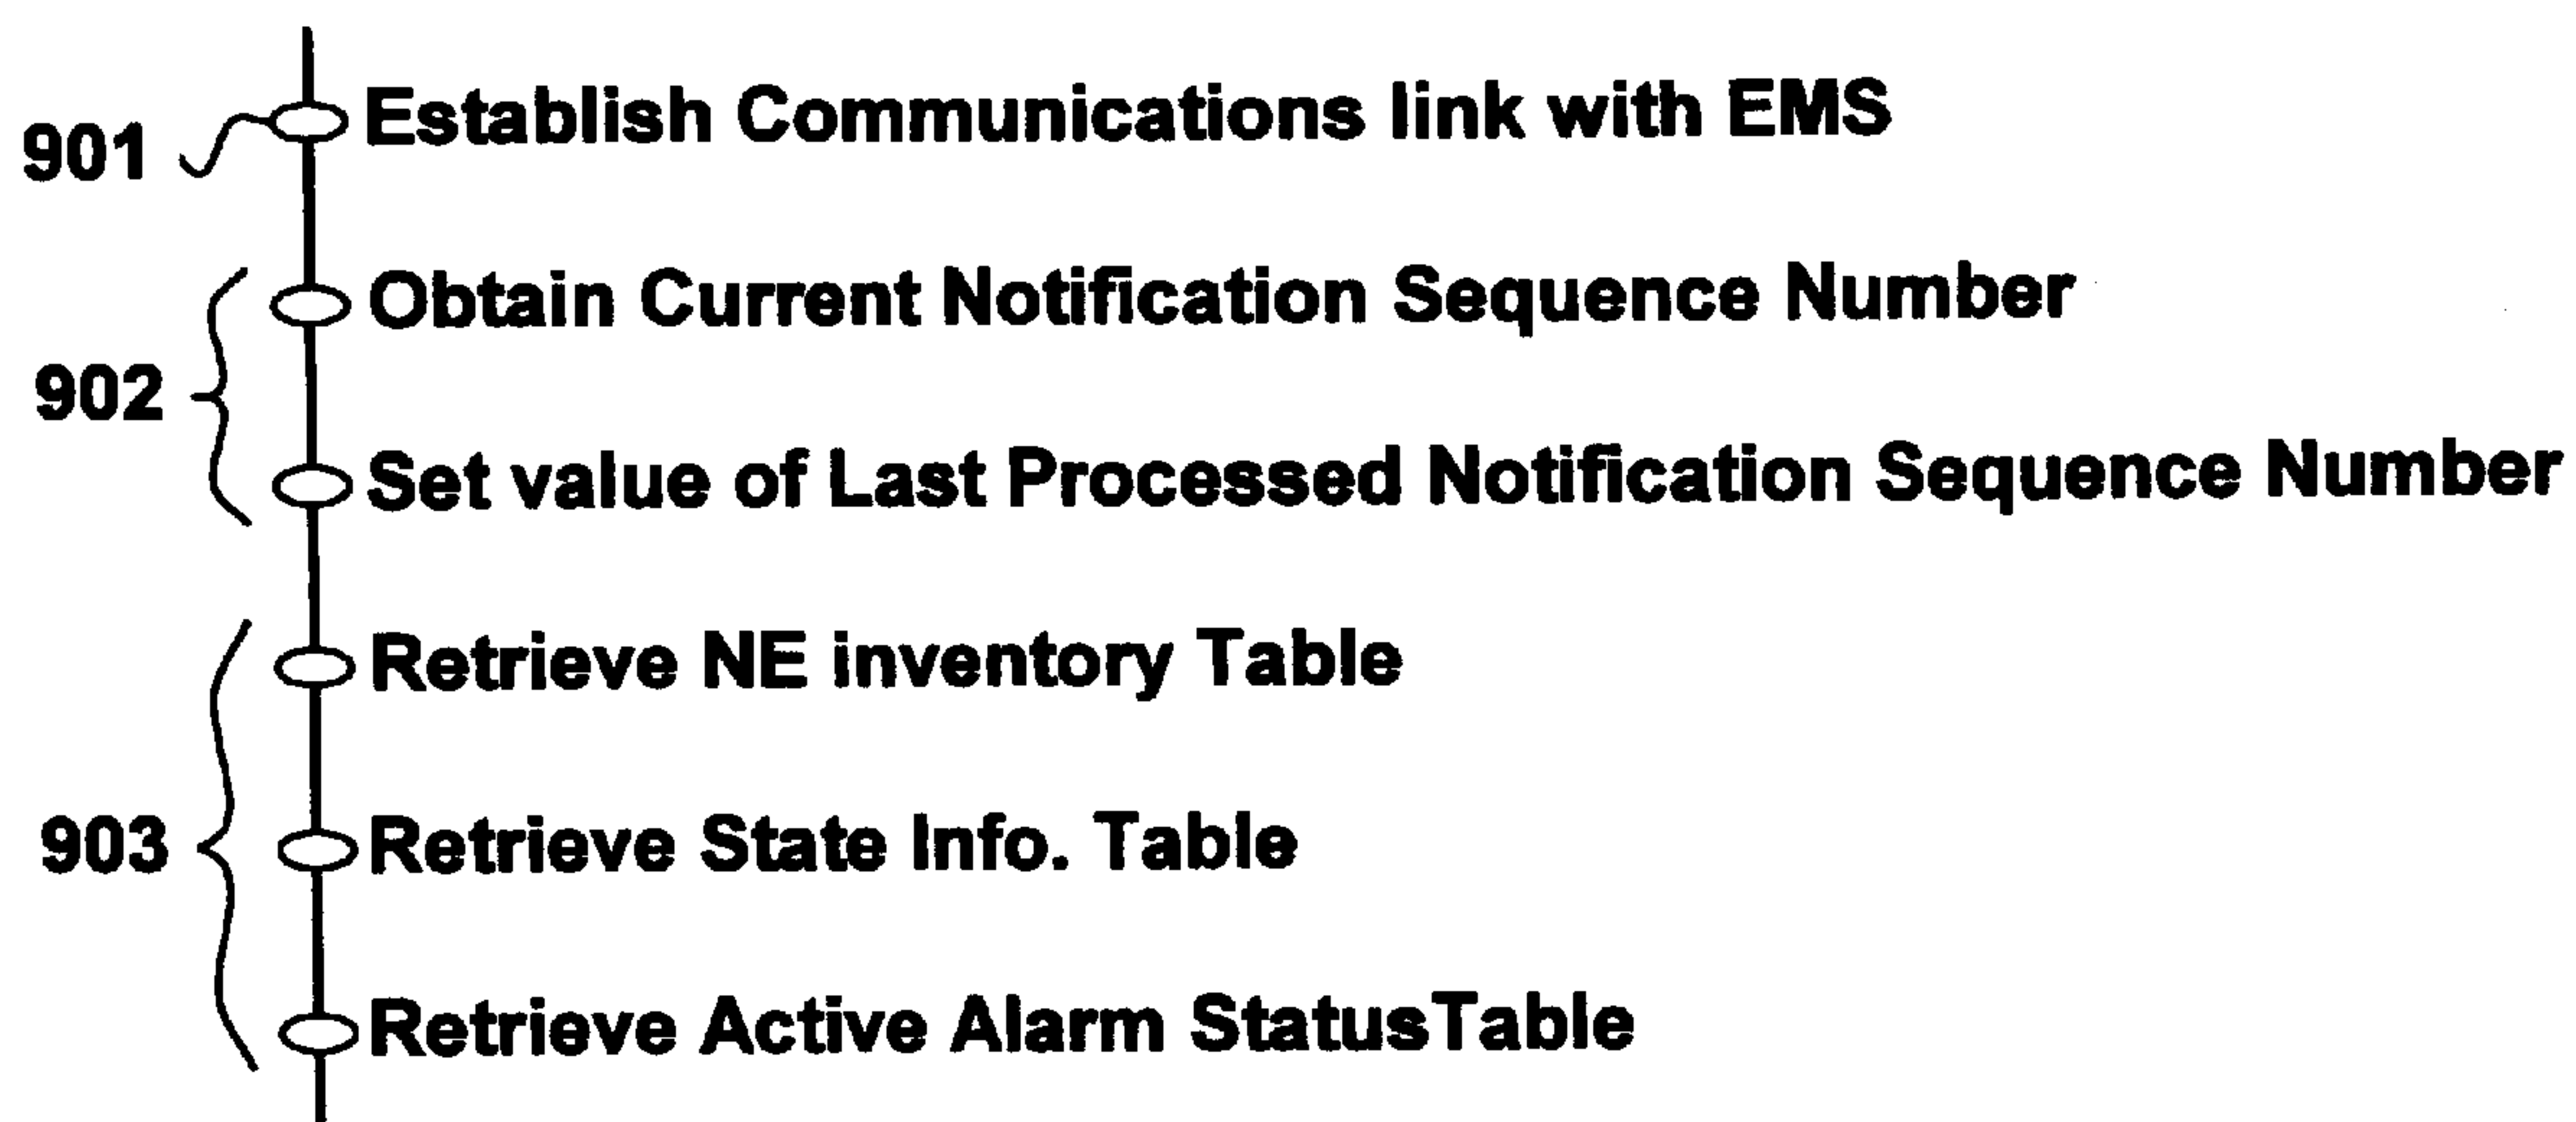 901 Establish Communications link with EMS
Obtain Current Notification Sequence Number
902
Set value of Last Processed Notification Sequence Number
Retrieve NE inventory Table
903 Retrieve State Info. Table
Retrieve Active Alarm StatusTable